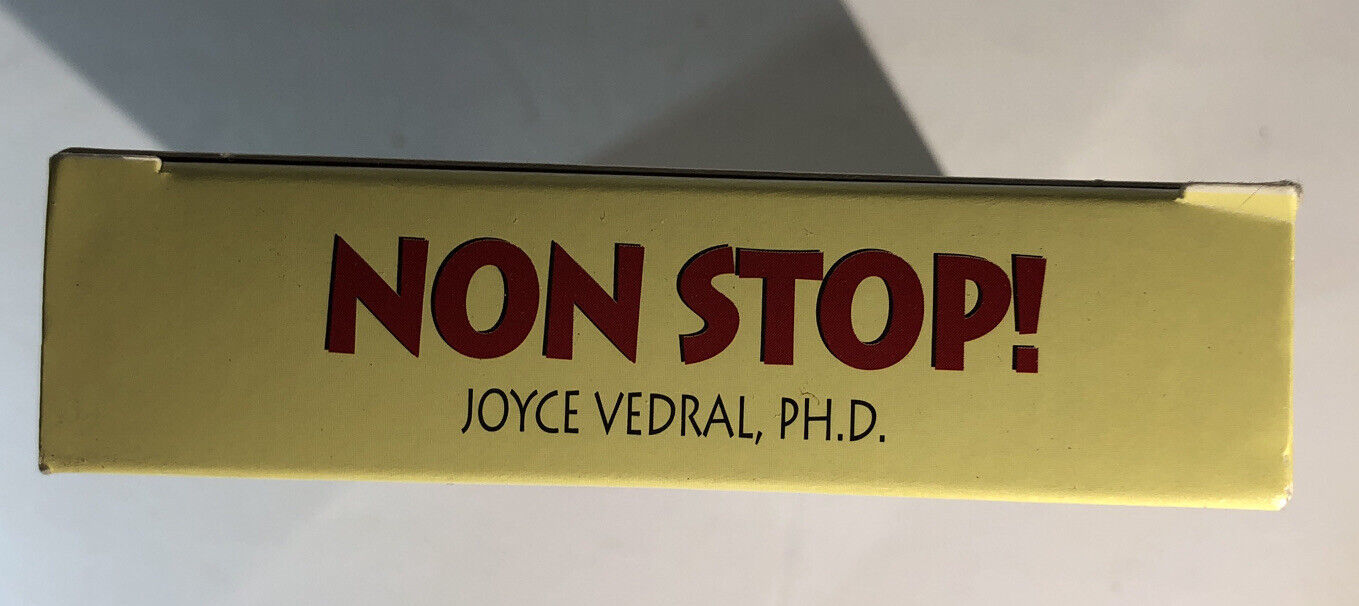 NON STOP!
JOYCE VEDRAL, PH.D.